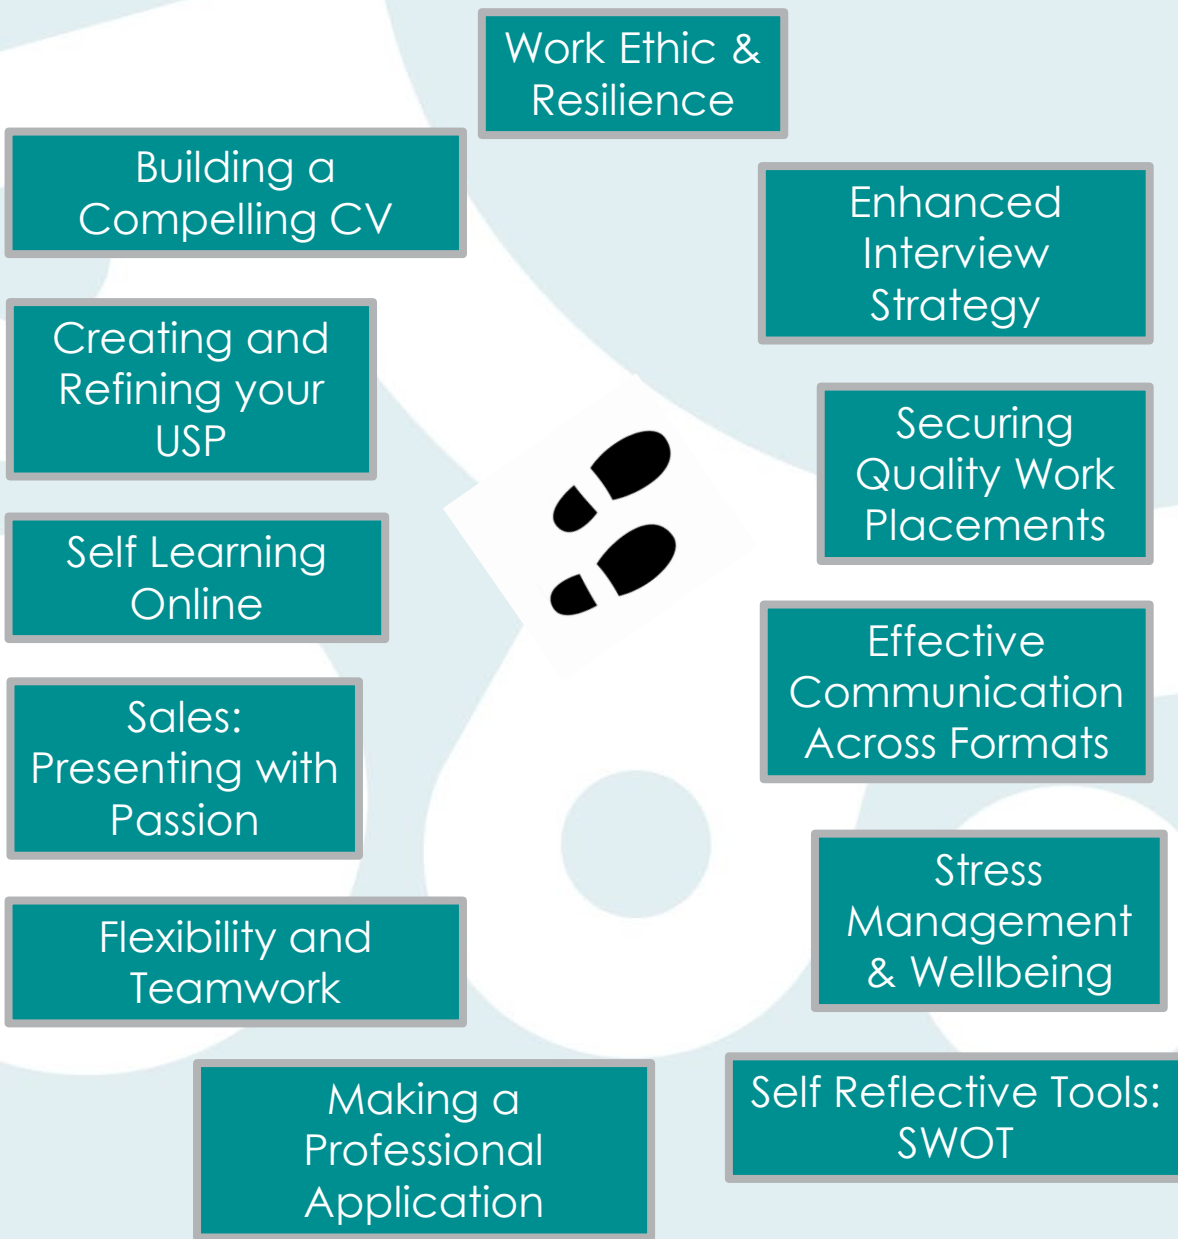 Work Ethic &
Resilience
Building a
Compelling CV
Enhanced
Interview
Strategy
Creating and
Refining your
USP
Securing
Quality Work
Placements
Self Learning
Online
Effective
Communication
Across Formats
Sales:
Presenting with
Passion
Stress
Management
& Wellbeing
Flexibility and
Teamwork
Self Reflective Tools:
SWOT
Making a
Professional
Application